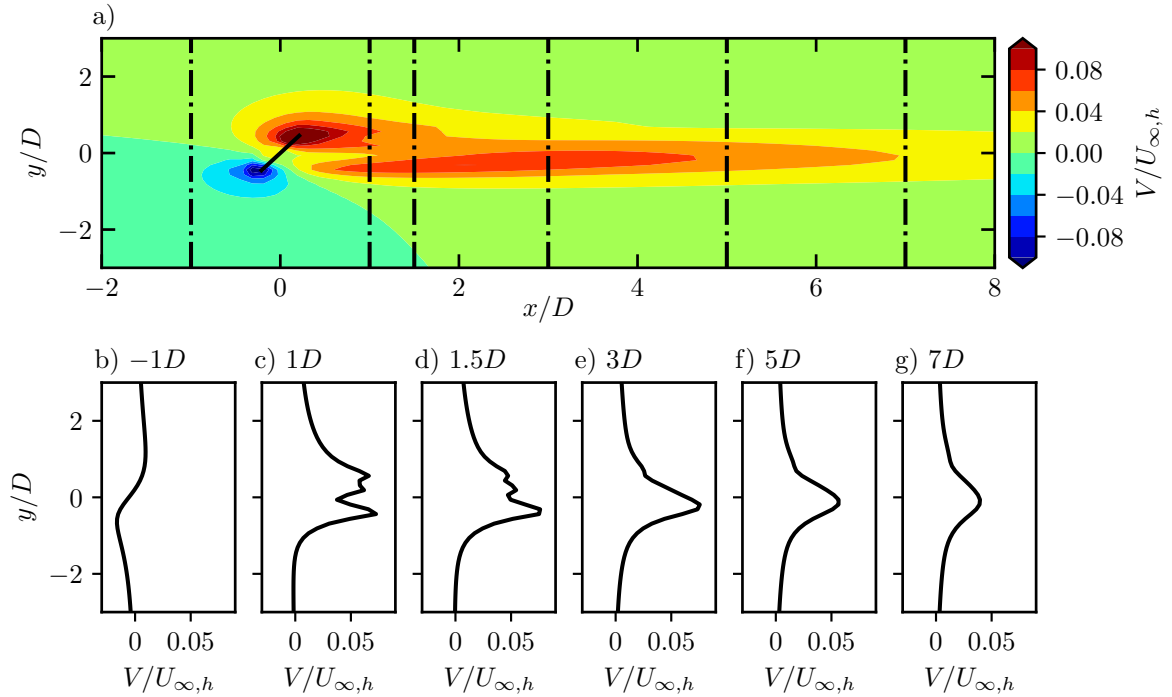 a)
2
0
−2
y/D
−2
0
2
4
6
8
x/D
0.08
0.04
0.00
−0.04
−0.08
V/U∞,h
b) −1D
c) 1D
d) 1.5D
e) 3D
f) 5D
g) 7D
2
0
−2
y/D
0 0.05
0 0.05
0 0.05
0 0.05
0 0.05
0 0.05
V/U∞,h
V/U∞,h
V/U∞,h
V/U∞,h
V/U∞,h
V/U∞,h